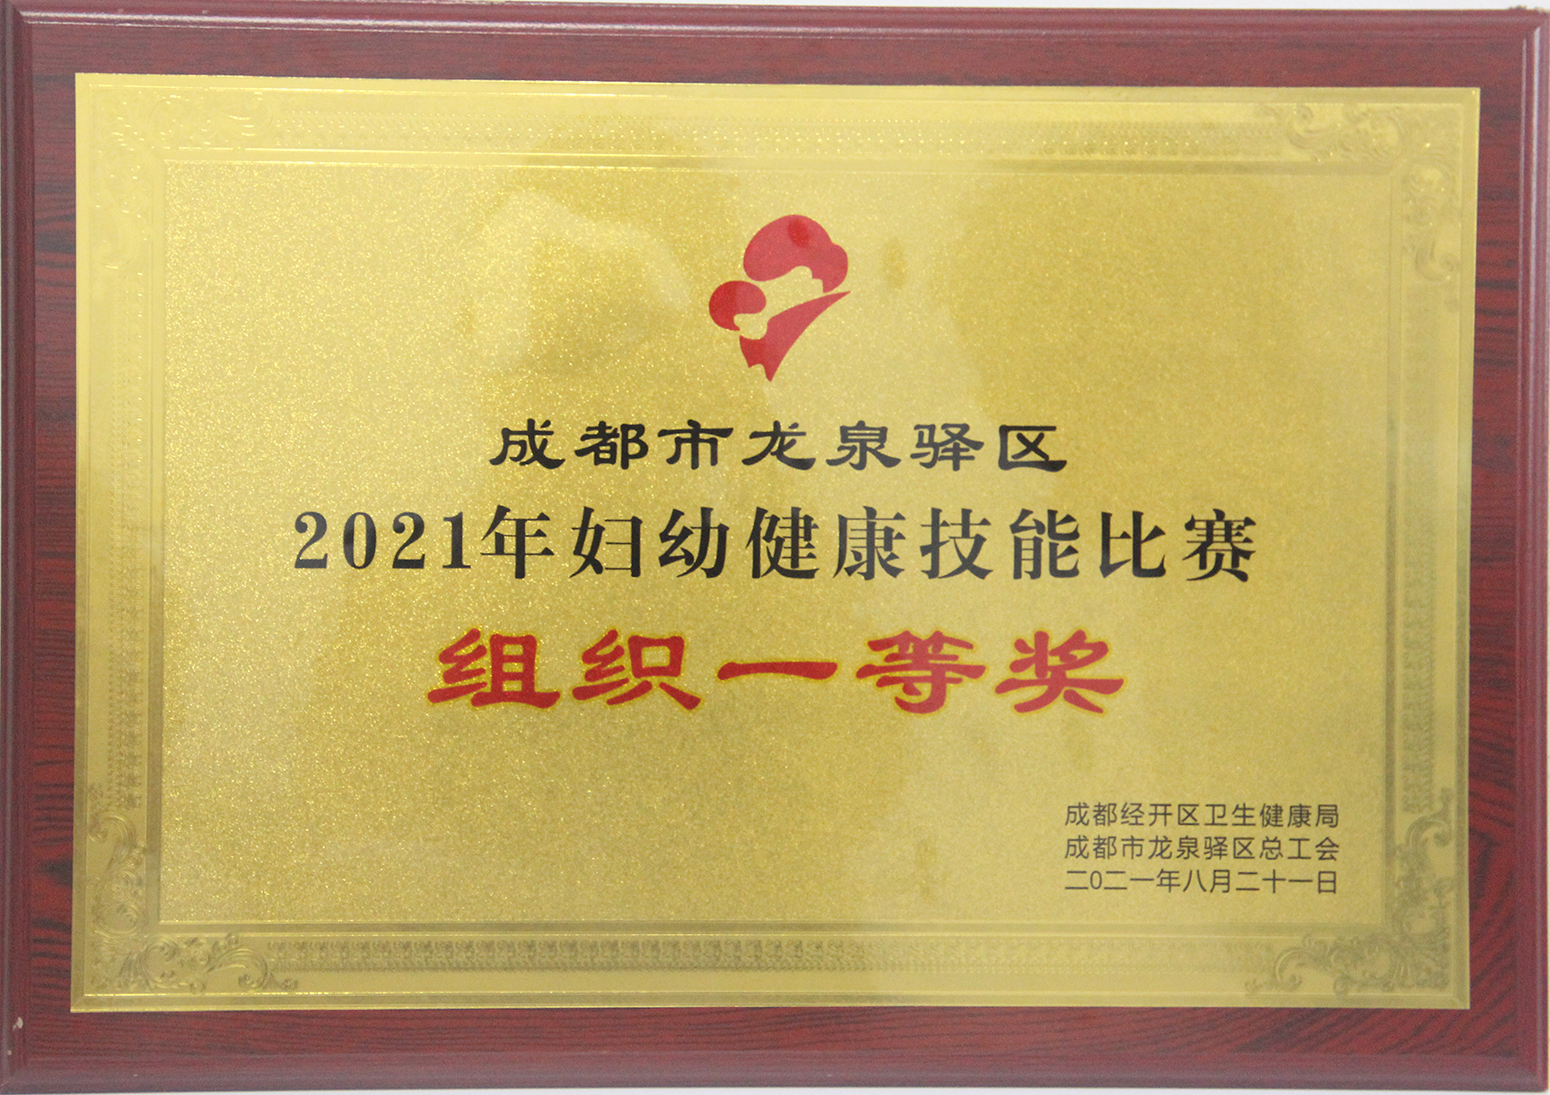 成都市龙泉驿区
2021年妇幼健康技能比赛
组织一等奖
成都经开区卫生健康局
成都市龙泉驿区总工会
二0二一年八月二十一日